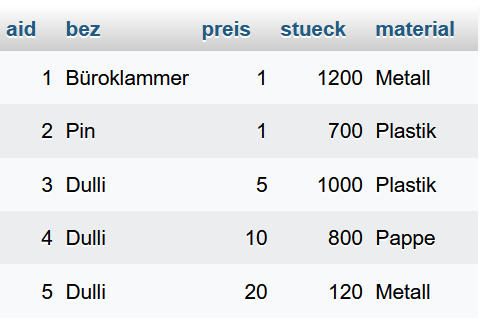 aid bez preis stueck material
1 Büroklammer 1 1200 Metall
2 Pin 1 700 Plastik
3 Dulli 5 1000 Plastik
4 Dulli 10 800 Pappe
5 Dulli 20 120 Metall